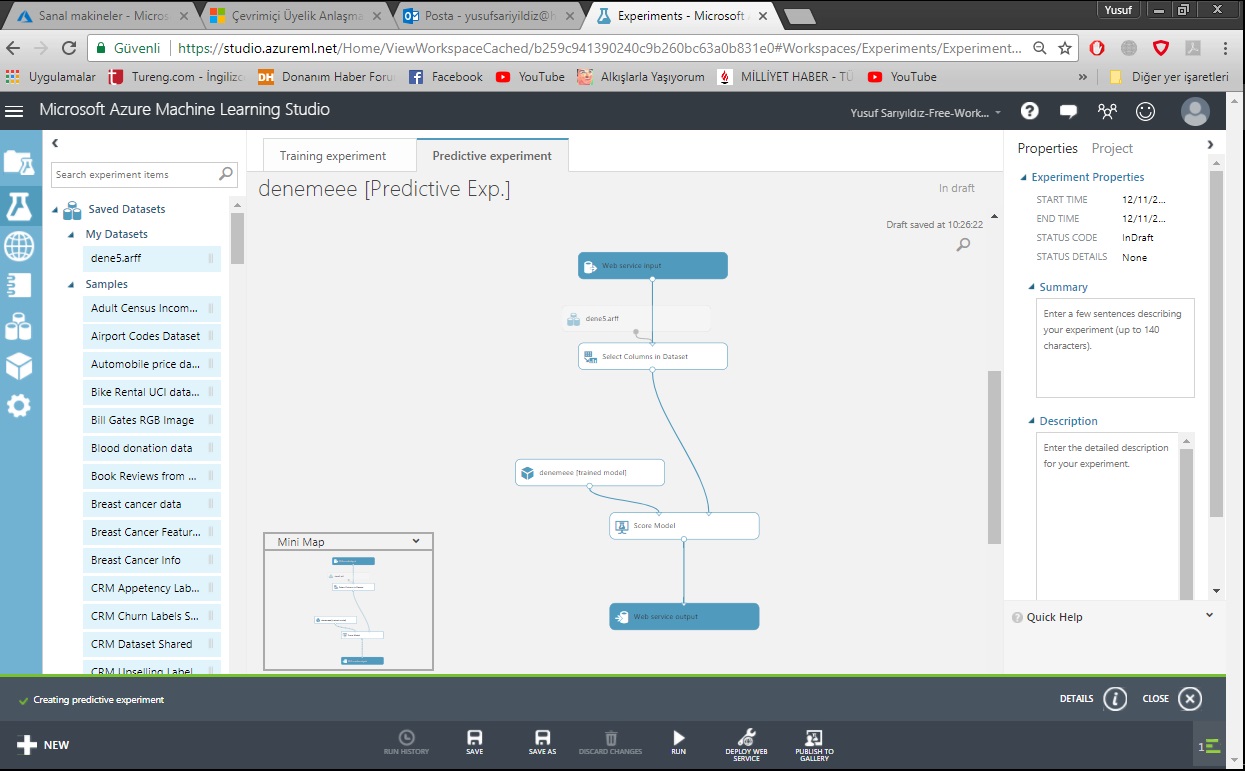 Sanal makineler - Micros
Çevrimiçi Üyelik Anlaşma
Posta - yusufsariyildiz@h
Experiments - Microsoft A
Yusuf
Güvenli
https://studio.azureml.net/Home/ViewWorkspaceCached/b259c941390240c9b260bc63a0b831e0#Workspaces/Experiments/Experiment...
Uygulamalar
Tureng.com - İngilizc
DH Donanım Haber Foru
Facebook
YouTube
Alkışlarla Yaşıyorum
MİLLİYET HABER - TÜ
YouTube
»
Diğer yer işaretleri
Microsoft Azure Machine Learning Studio
Yusuf Sarıyıldız-Free-Work...
Search experiment items
Saved Datasets
My Datasets
dene5.arff
Samples
Adult Census Incom...
Airport Codes Dataset
Automobile price da...
Bike Rental UCI data...
Bill Gates RGB Image
Blood donation data
Book Reviews from ...
Breast cancer data
Breast Cancer Featur...
Breast Cancer Info
CRM Appetency Lab...
CRM Churn Labels S...
CRM Dataset Shared
CRM Upselling Label
Training experiment
Predictive experiment
denemeee [Predictive Exp.]
In draft
Draft saved at 10:26:22
Web service input
dene5.arff
Select Columns in Dataset
denemeee [trained model]
Score Model
Web service output
Mini Map
Properties
Project
Experiment Properties
START TIME 12/11/2...
END TIME 12/11/2...
STATUS CODE InDraft
STATUS DETAILS None
Summary
Enter a few sentences describing
your experiment (up to 140
characters).
Description
Enter the detailed description
for your experiment.
Quick Help
Creating predictive experiment
DETAILS
CLOSE
NEW
RUN HISTORY
SAVE
SAVE AS
DISCARD CHANGES
RUN
DEPLOY WEB
SERVICE
PUBLISH TO
GALLERY
1